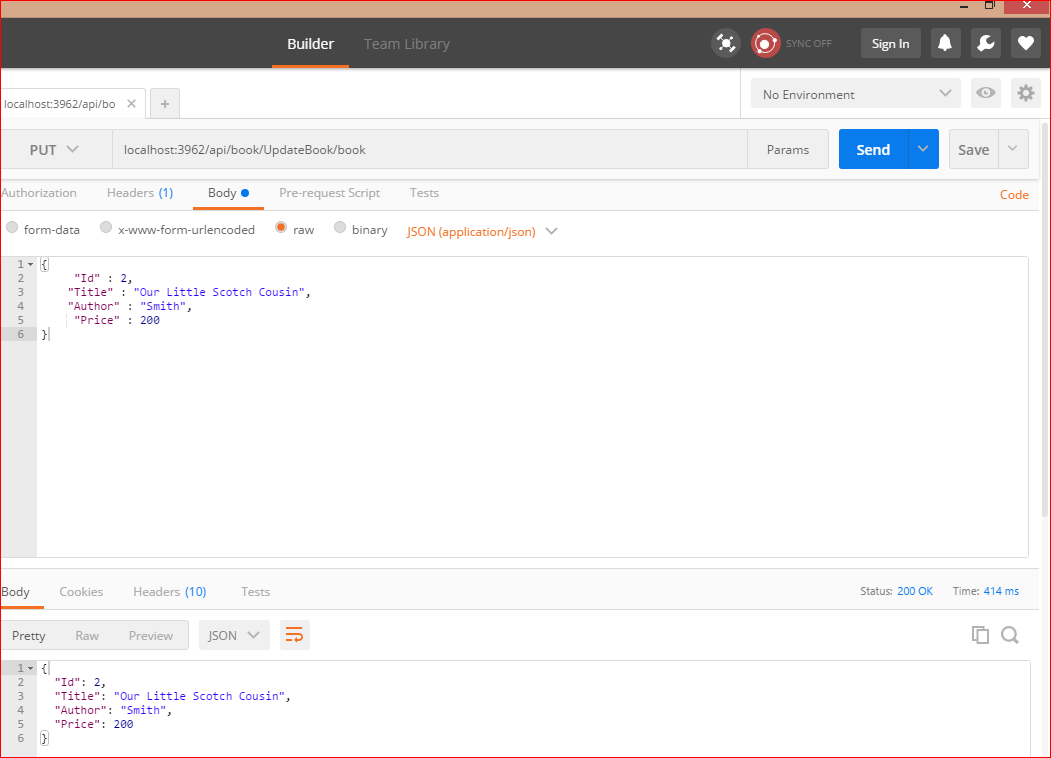 Builder Team Library SYNC OFF Sign In
localhost:3962/api/bo No Environment
PUT localhost:3962/api/book/UpdateBook/book Params Send Save
Authorization Headers (1) Body Pre-request Script Tests Code
form-data x-www-form-urlencoded raw binary JSON (application/json)
1 {
2 "Id" : 2,
3 "Title" : "Our Little Scotch Cousin",
4 "Author" : "Smith",
5 "Price" : 200
6 }
Body Cookies Headers (10) Tests Status: 200 OK Time: 414 ms
Pretty Raw Preview JSON
1 {
2 "Id": 2,
3 "Title": "Our Little Scotch Cousin",
4 "Author": "Smith",
5 "Price": 200
6 }